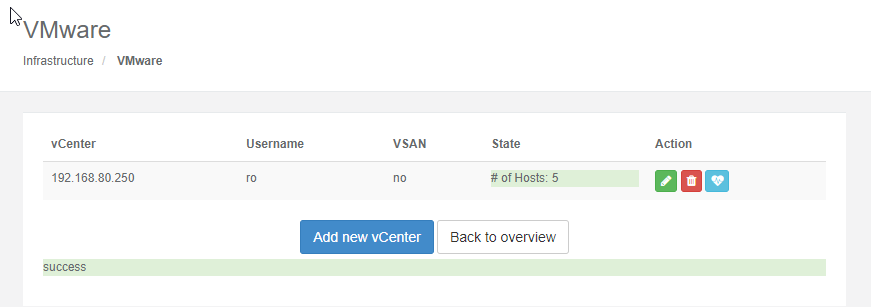 VMware
Infrastructure / VMware
vCenter Username VSAN State Action
192.168.80.250 ro no # of Hosts: 5
Add new vCenter Back to overview
success